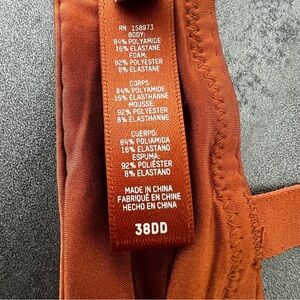 RN 158973
BODY:
84% POLYAMIDE
16% ELASTANE
FOAM:
92% POLYESTER
8% ELASTANE
CORPS:
84% POLYAMIDE
16% ÉLASTHANNE
MOUSSE:
92% POLYESTER
8% ÉLASTHANNE
CUERPO:
84% POLIAMIDA
16% ELASTANO
ESPUMA:
92% POLIÉSTER
8% ELASTANO
MADE IN CHINA
FABRIQUÉ EN CHINE
HECHO EN CHINA
38DD